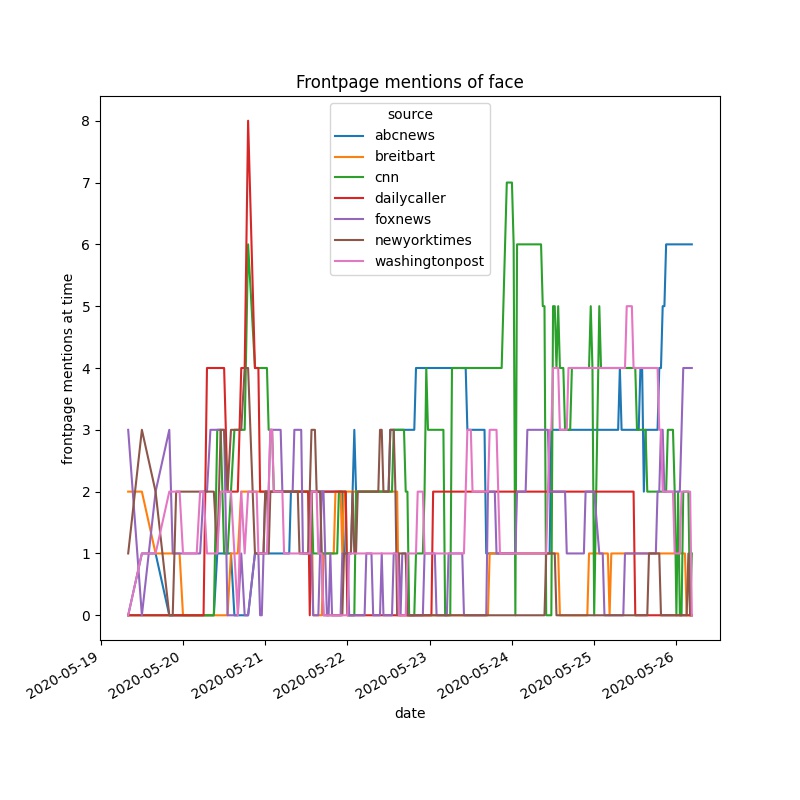 Frontpage mentions of face
source
abcnews
breitbart
cnn
dailycaller
foxnews
newyorktimes
washingtonpost
8
7
6
5
4
3
2
1
0
frontpage mentions at time
2020-05-19
2020-05-20
2020-05-21
2020-05-22
2020-05-23
2020-05-24
2020-05-25
2020-05-26
date